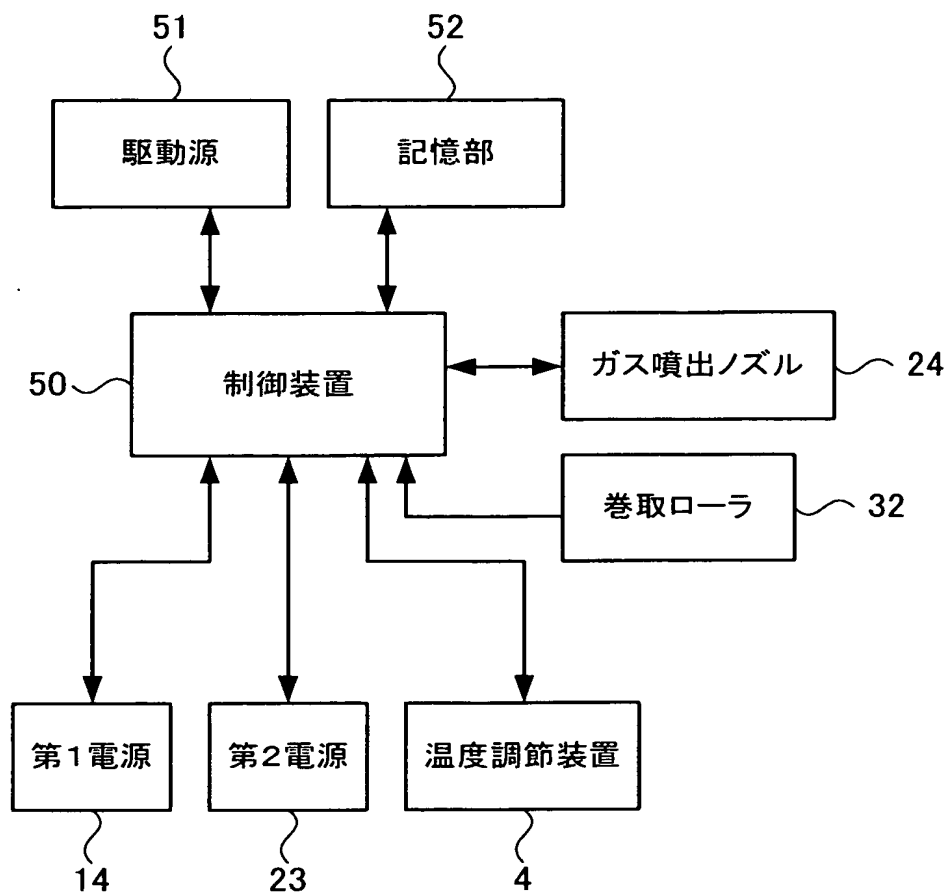 51
52
駆動源
記憶部
50
制御装置
ガス噴出ノズル
24
巻取ローラ
32
第1電源
第2電源
温度調節装置
14
23
4